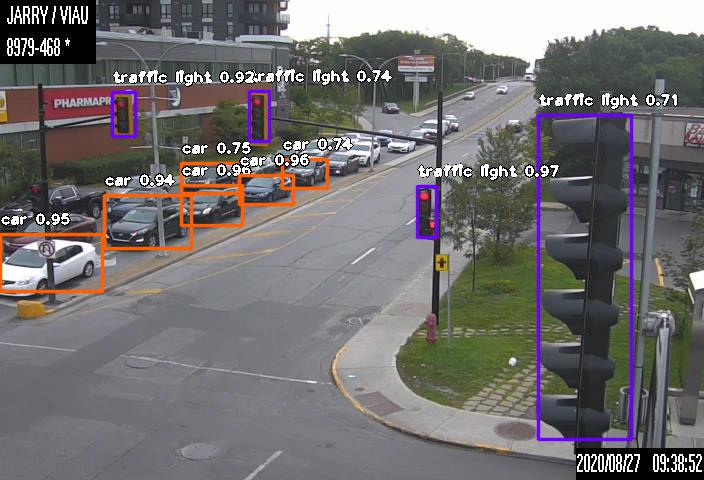 JARRY / VIAU
8979-468 *
traffic light 0.92
traffic light 0.74
traffic light 0.71
PHARMAPR
car 0.75
car 0.74
car 0.96
car 0.96
car 0.94
traffic light 0.97
car 0.95
2020/08/27 09:38:52